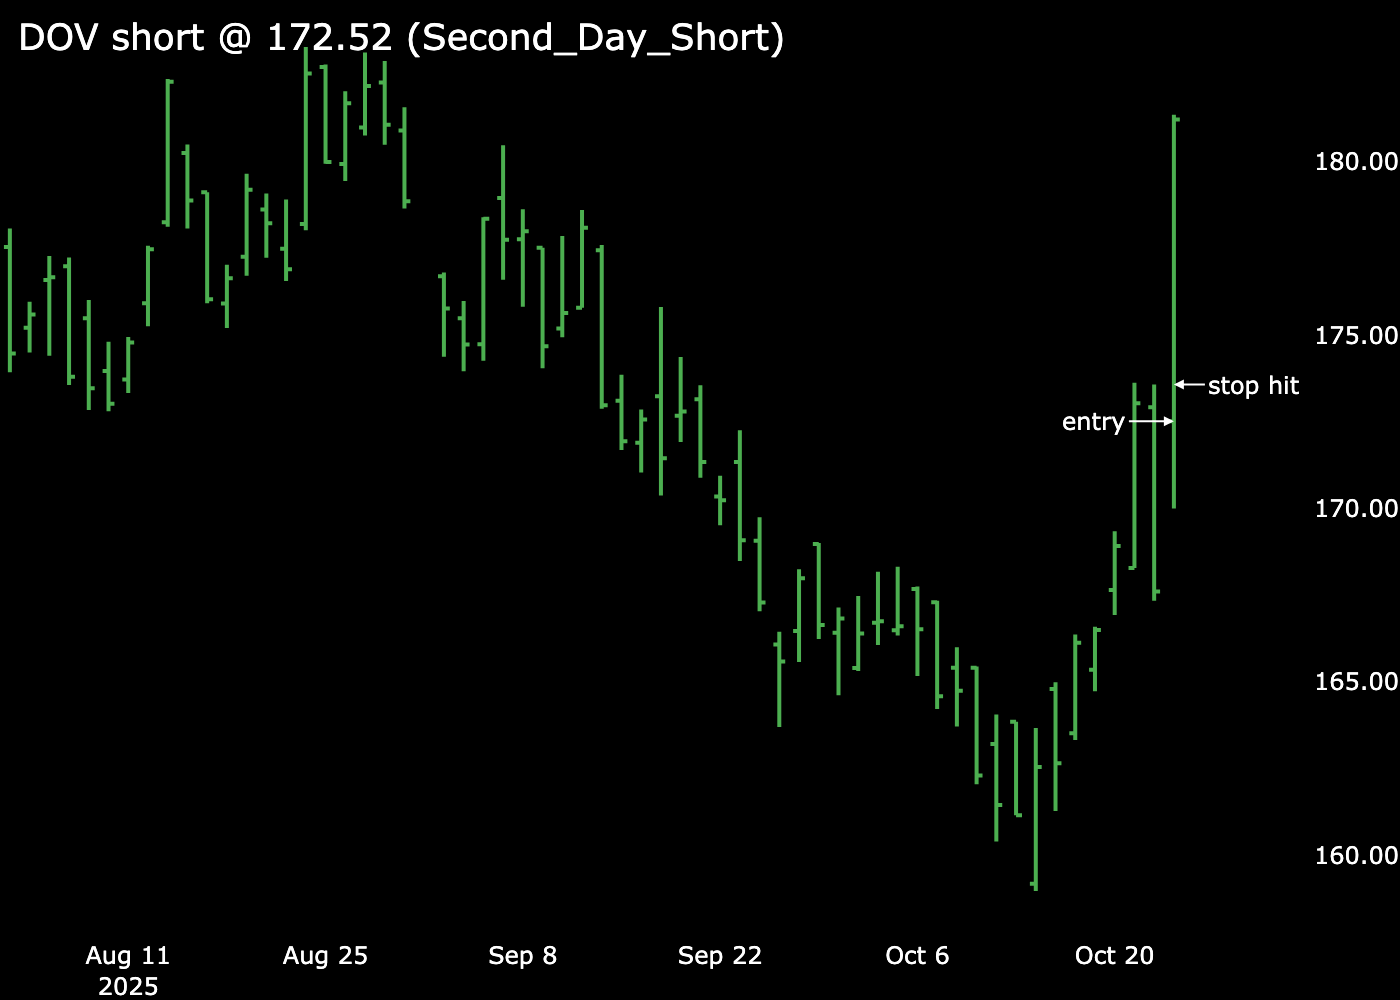 DOV short @ 172.52 (Second_Day_Short)
180.00
175.00
stop hit
entry
170.00
165.00
160.00
Aug 11 Aug 25 Sep 8 Sep 22 Oct 6 Oct 20
2025